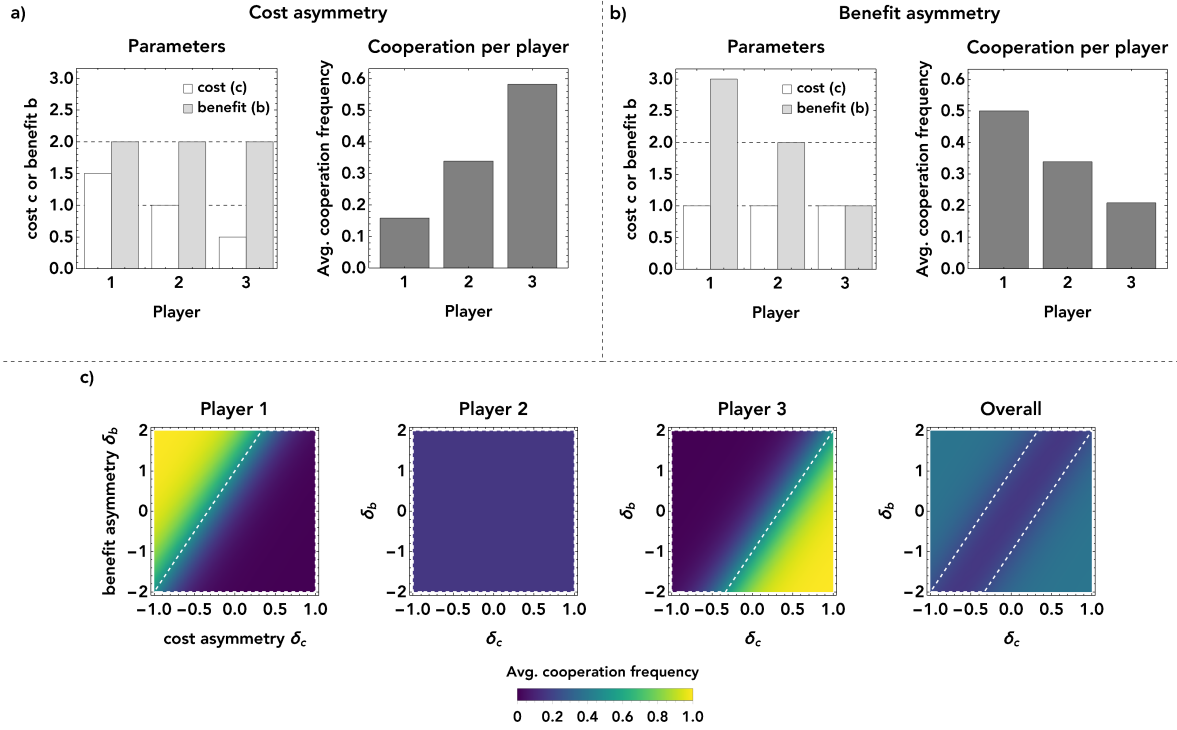 a)
Cost asymmetry
Parameters
cost (c)
benefit (b)
cost c or benefit b
3.0
2.5
2.0
1.5
1.0
0.5
0.0
1 2 3
Player
Cooperation per player
Avg. cooperation frequency
0.6
0.5
0.4
0.3
0.2
0.1
0.0
1 2 3
Player
b)
Benefit asymmetry
Parameters
cost (c)
benefit (b)
cost c or benefit b
3.0
2.5
2.0
1.5
1.0
0.5
0.0
1 2 3
Player
Cooperation per player
Avg. cooperation frequency
0.6
0.5
0.4
0.3
0.2
0.1
0.0
1 2 3
Player
c)
Player 1
benefit asymmetry δb
2
1
0
−1
−2
−1.0 −0.5 0.0 0.5 1.0
cost asymmetry δc
Player 2
δb
2
1
0
−1
−2
−1.0 −0.5 0.0 0.5 1.0
δc
Player 3
δb
2
1
0
−1
−2
−1.0 −0.5 0.0 0.5 1.0
δc
Overall
δb
2
1
0
−1
−2
−1.0 −0.5 0.0 0.5 1.0
δc
Avg. cooperation frequency
0 0.2 0.4 0.6 0.8 1.0